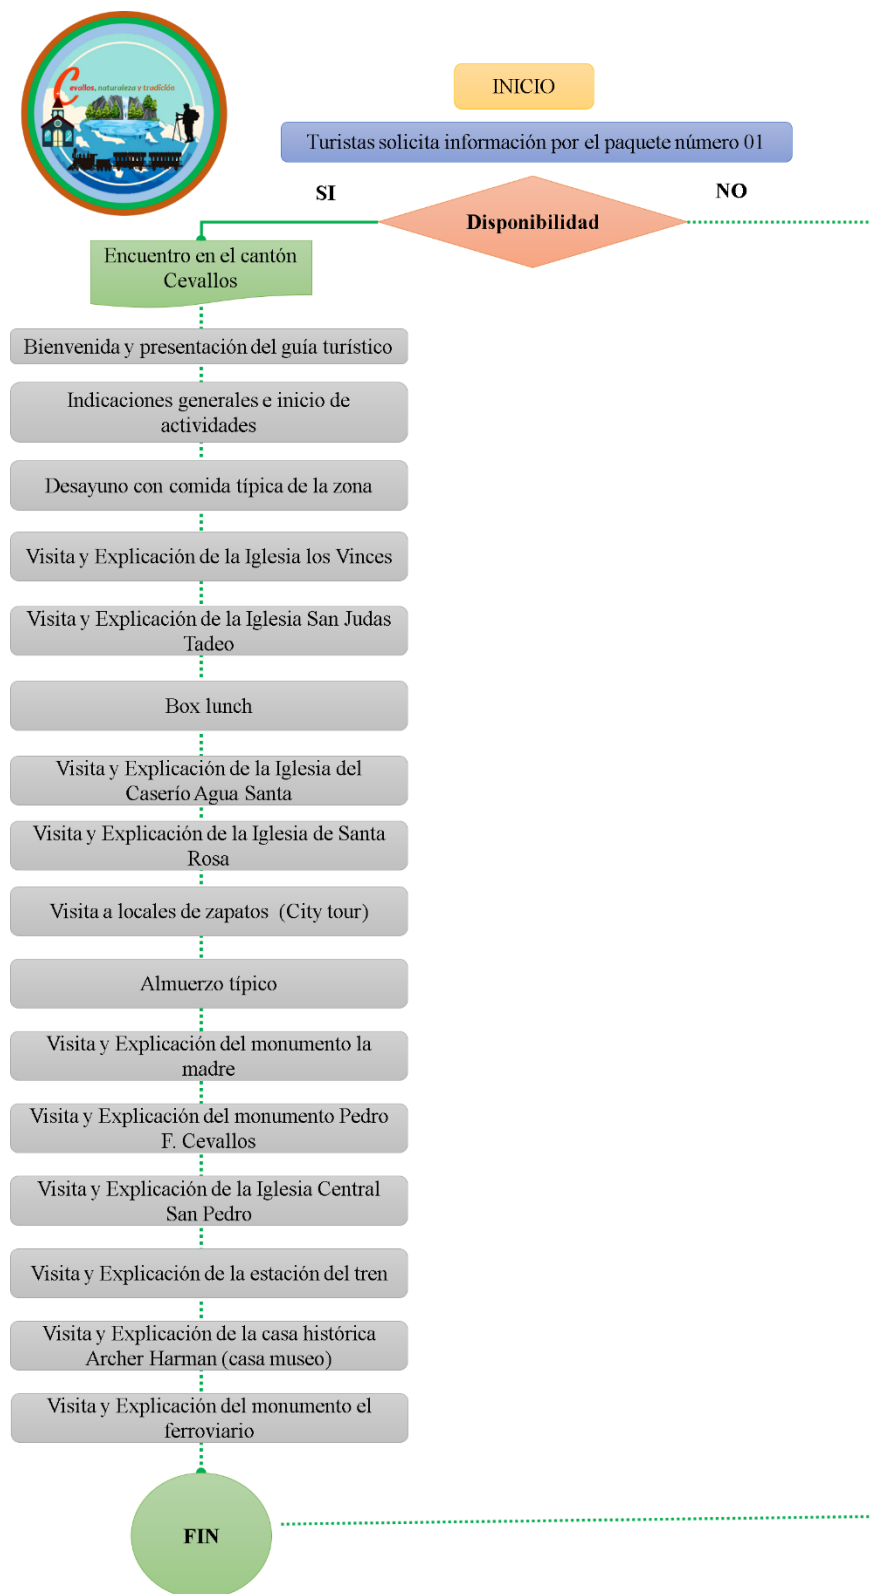 Cevallos, naturaleza y tradición
INICIO
Turistas solicita información por el paquete número 01
SI
NO
Disponibilidad
Encuentro en el cantón
Cevallos
Bienvenida y presentación del guía turístico
Indicaciones generales e inicio de
actividades
Desayuno con comida típica de la zona
Visita y Explicación de la Iglesia los Vinces
Visita y Explicación de la Iglesia San Judas
Tadeo
Box lunch
Visita y Explicación de la Iglesia del
Caserío Agua Santa
Visita y Explicación de la Iglesia de Santa
Rosa
Visita a locales de zapatos (City tour)
Almuerzo típico
Visita y Explicación del monumento la
madre
Visita y Explicación del monumento Pedro
F. Cevallos
Visita y Explicación de la Iglesia Central
San Pedro
Visita y Explicación de la estación del tren
Visita y Explicación de la casa histórica
Archer Harman (casa museo)
Visita y Explicación del monumento el
ferroviario
FIN